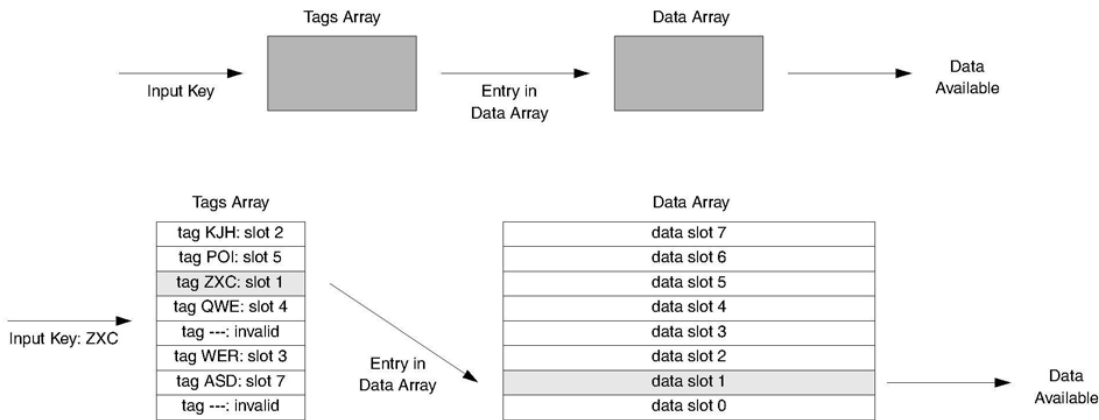 Tags Array
Data Array
Input Key
Entry in
Data Array
Data
Available
Tags Array
Data Array
tag KJH: slot 2
tag POI: slot 5
tag ZXC: slot 1
tag QWE: slot 4
tag ---: invalid
tag WER: slot 3
tag ASD: slot 7
tag ---: invalid
Input Key: ZXC
Entry in
Data Array
data slot 7
data slot 6
data slot 5
data slot 4
data slot 3
data slot 2
data slot 1
data slot 0
Data
Available